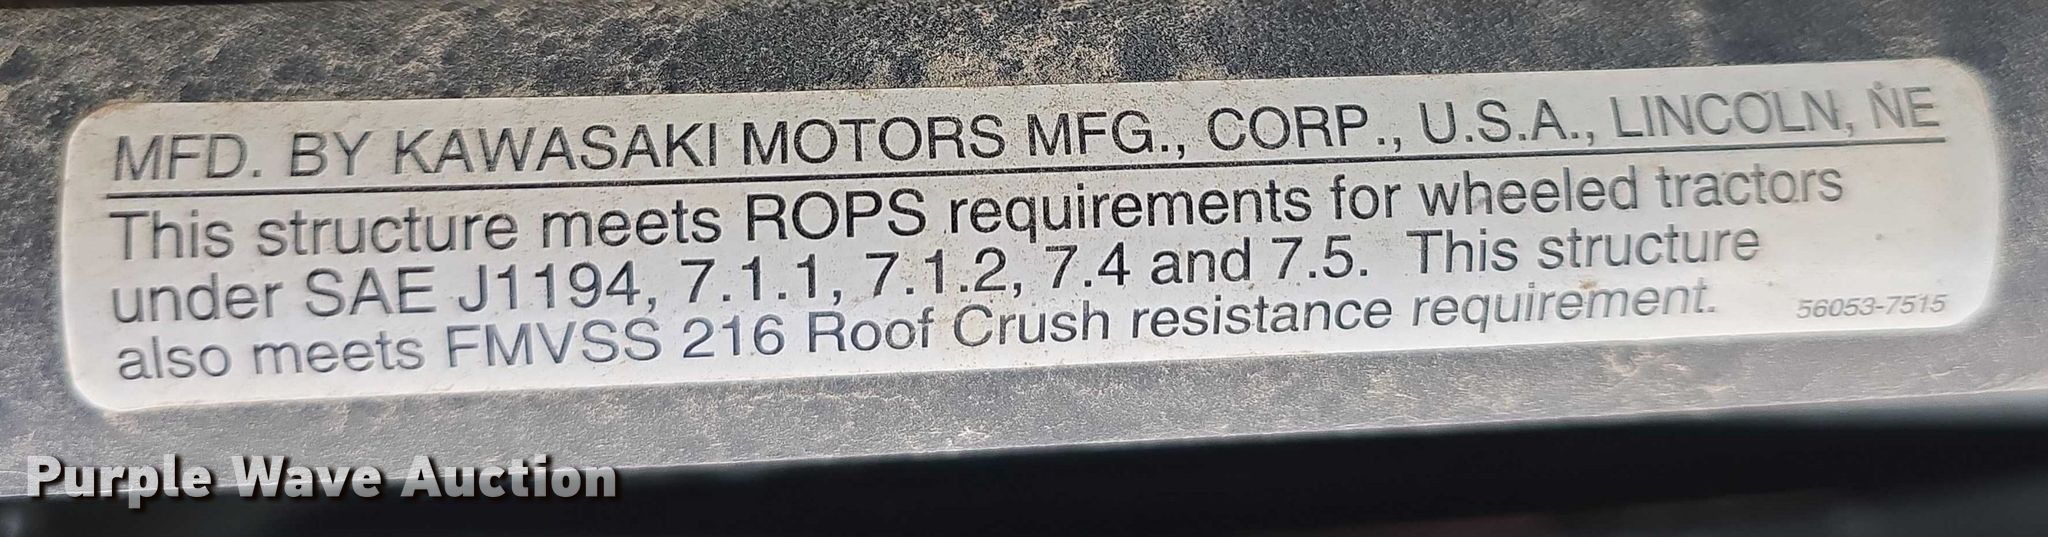 MFD. BY KAWASAKI MOTORS MFG., CORP., U.S.A., LINCOLN, NE
This structure meets ROPS requirements for wheeled tractors
under SAE J1194, 7.1.1, 7.1.2, 7.4 and 7.5. This structure
also meets FMVSS 216 Roof Crush resistance requirement.
56053-7515
Purple Wave Auction